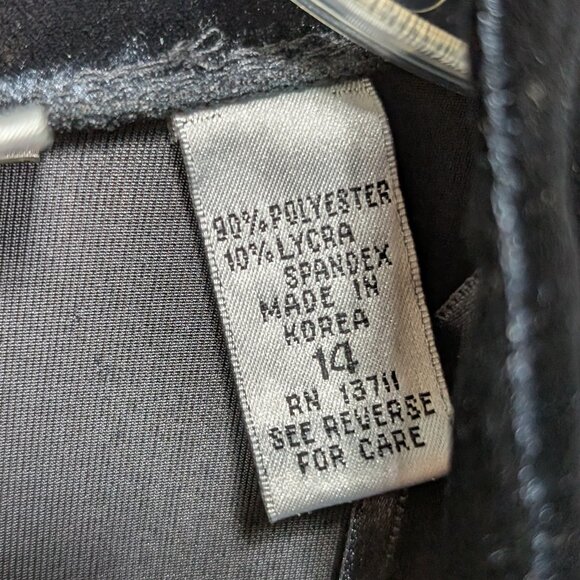 90% POLYESTER
10% LYCRA
SPANDEX
MADE IN
KOREA
14
RN 13711
SEE REVERSE
FOR CARE